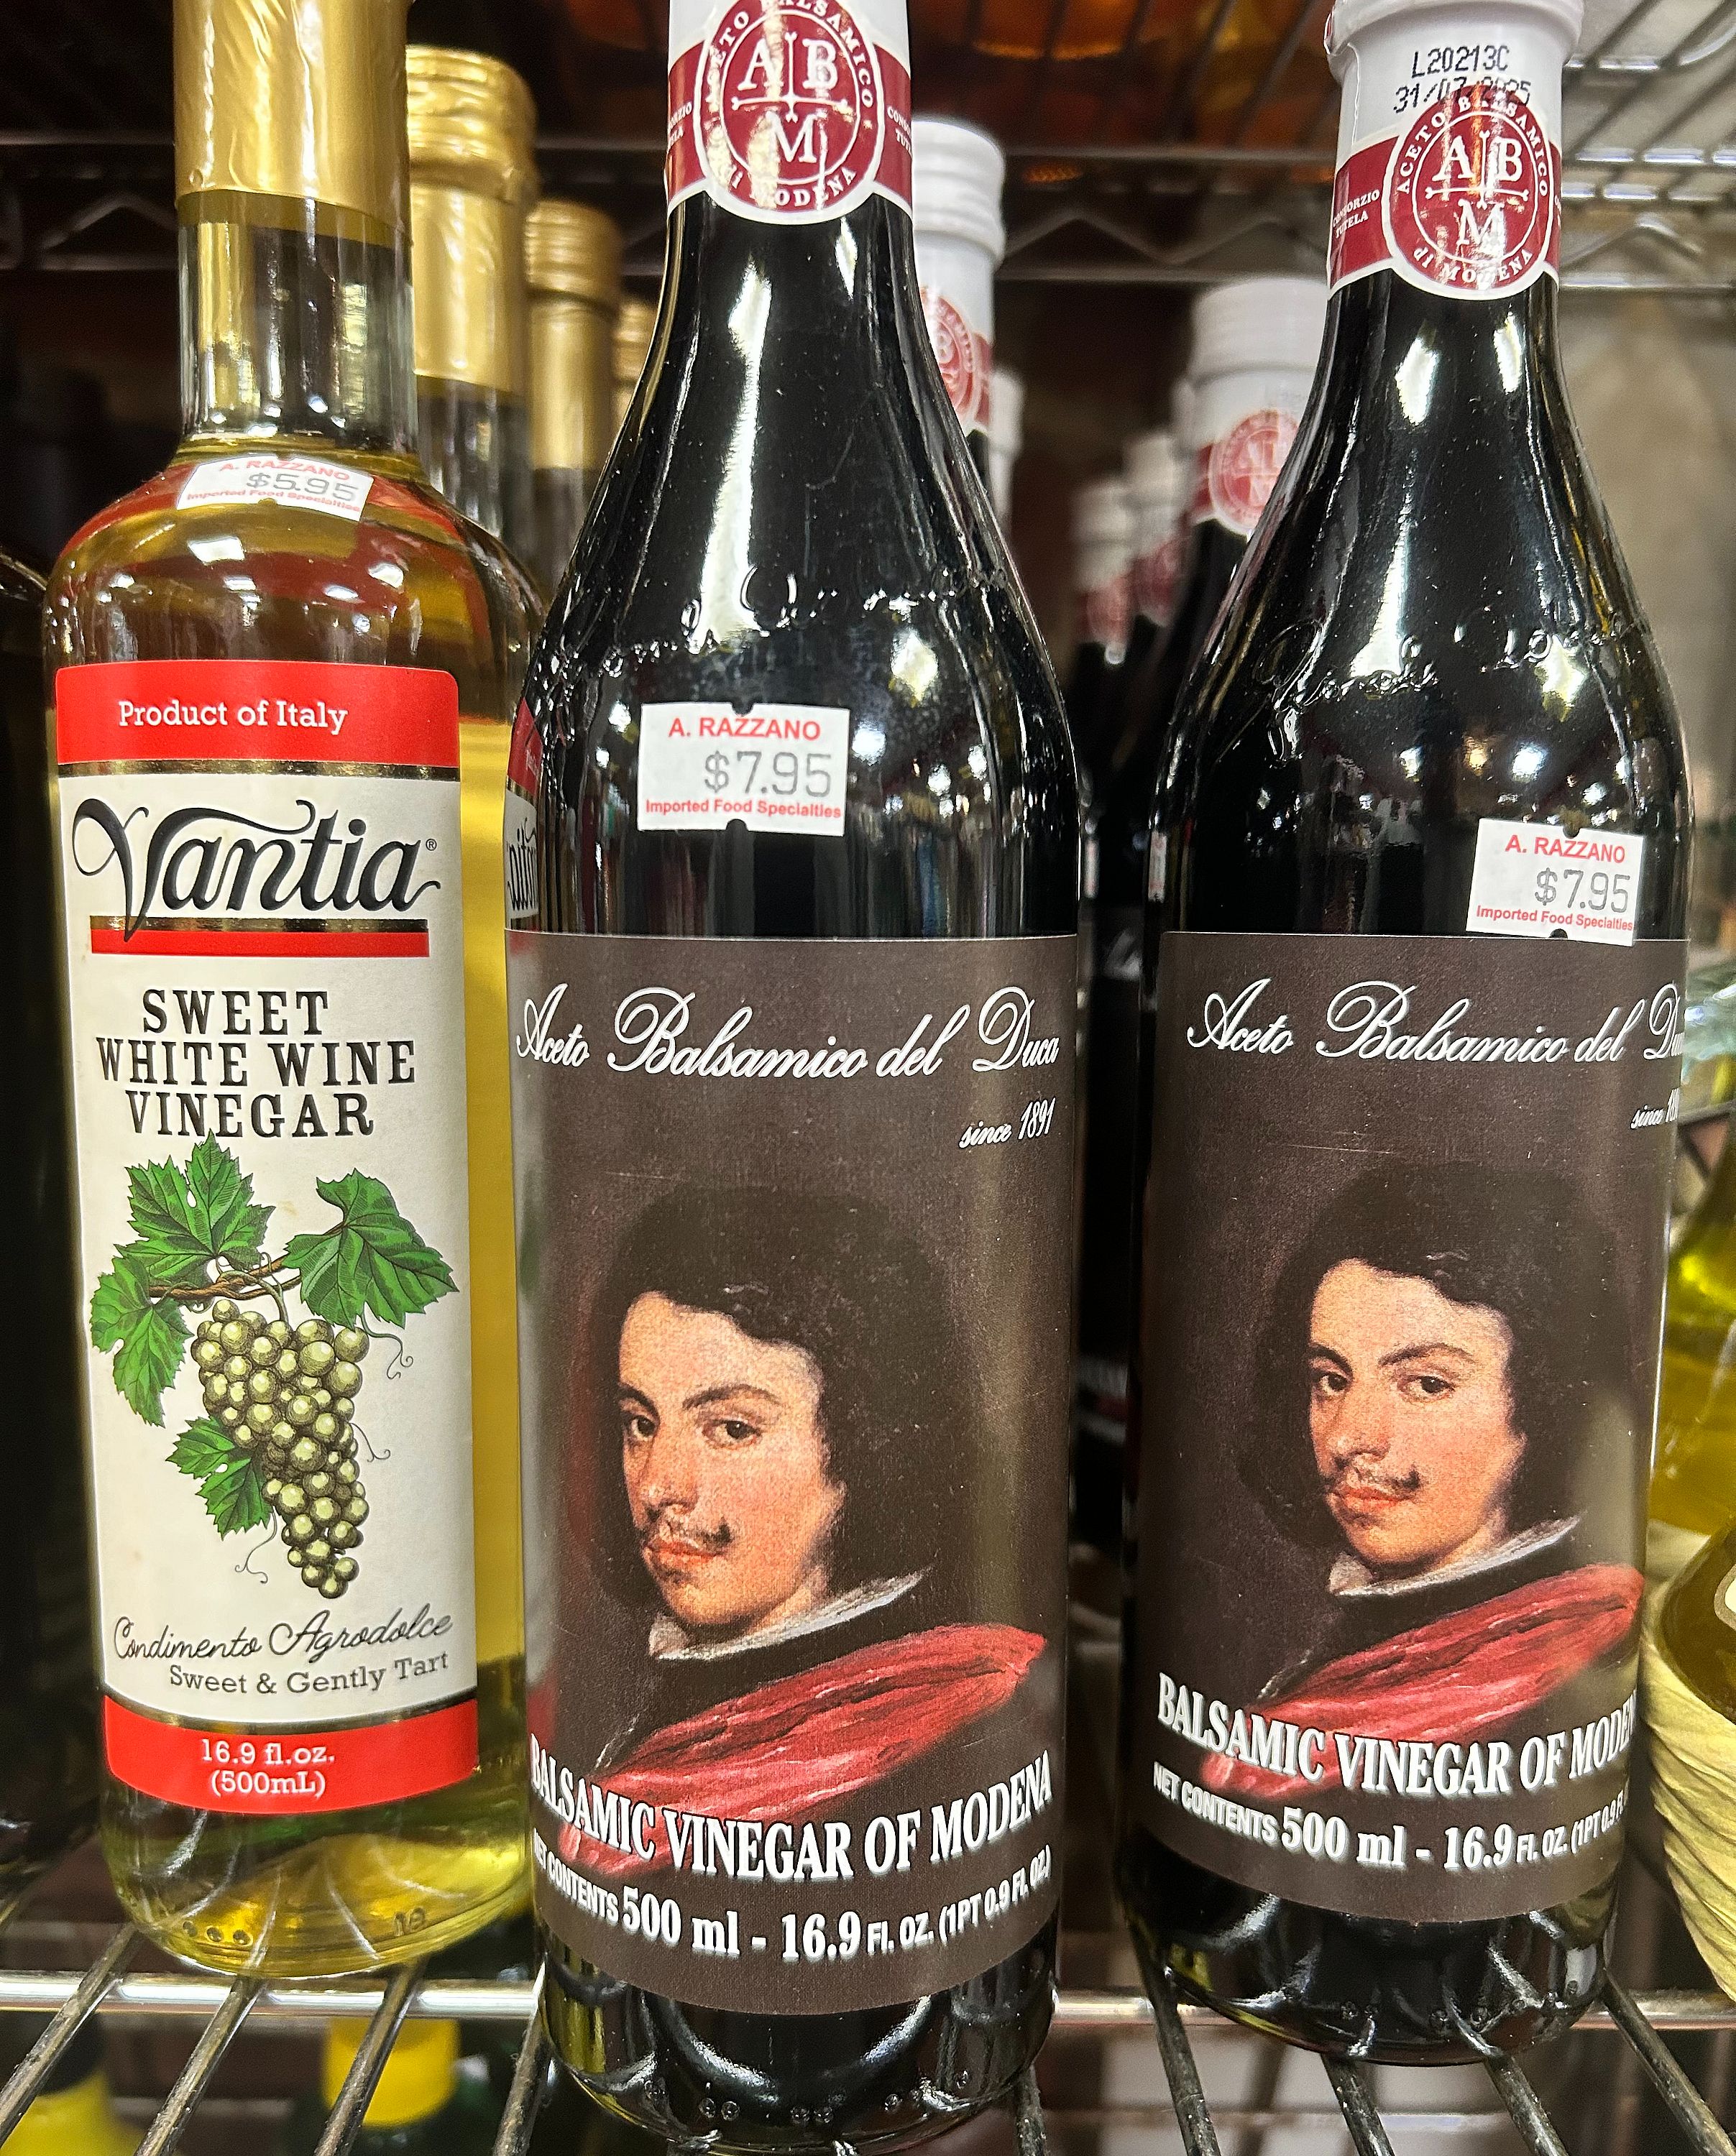 A. RAZZANO
$5.95
Imported Food Specialties
Product of Italy
Vantia®
SWEET
WHITE WINE
VINEGAR
Condimento Agrodolce
Sweet & Gently Tart
16.9 fl.oz.
(500mL)
ACETO BALSAMICO
A B
M
di MODENA
A. RAZZANO
$7.95
Imported Food Specialties
Aceto Balsamico del Duca
since 1891
BALSAMIC VINEGAR OF MODENA
NET CONTENTS 500 ml - 16.9 FL. OZ. (1PT 0.9 FL. OZ.)
L20213C
ACETO BALSAMICO
A B
M
di MODENA
CONSORZIO
TUTELA
A. RAZZANO
$7.95
Imported Food Specialties
Aceto Balsamico del
since
BALSAMIC VINEGAR OF
NET CONTENTS 500 ml - 16.9 FL. OZ. (1PT 0.9